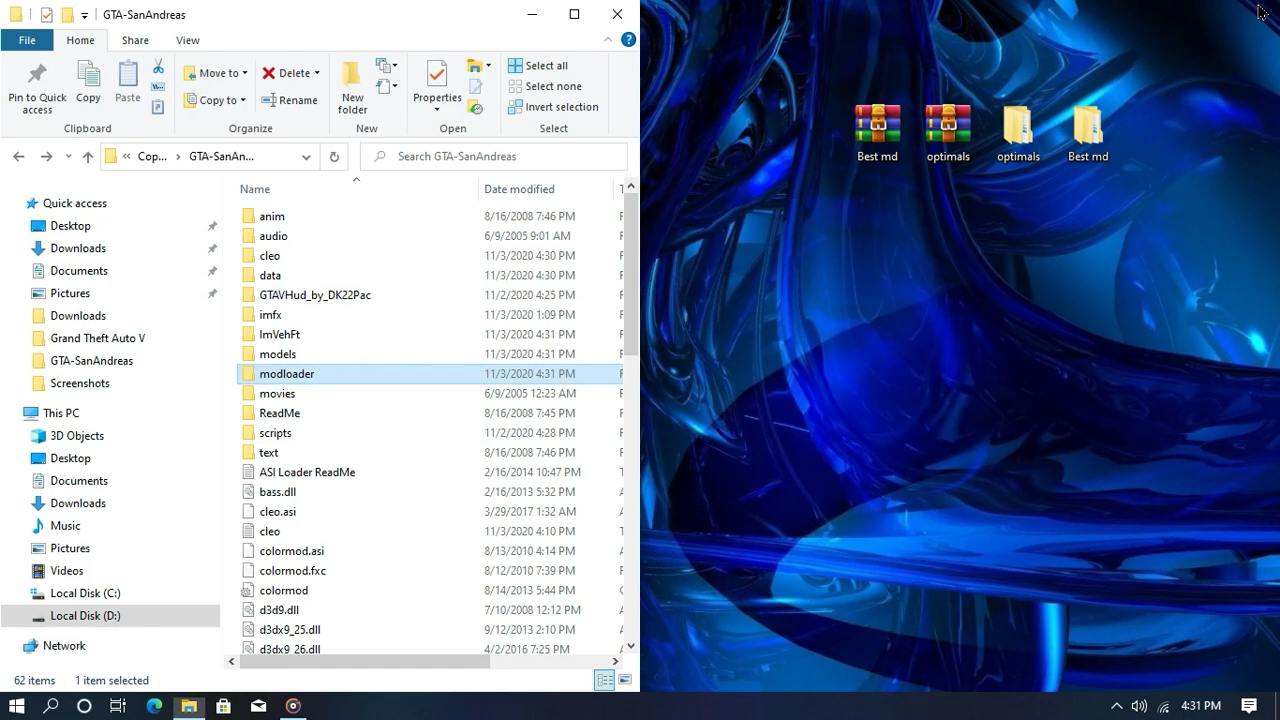 GTA-SanAndreas
File Home Share View
Pin to Quick access
Copy
Paste
Move to
Copy to
Delete
Rename
New folder
Properties
Select all
Select none
Invert selection
Clipboard Organize New Open Select
Cop... GTA-SanAn...
Search GTA-SanAndreas
Quick access
Desktop
Downloads
Documents
Pictures
Downloads
Grand Theft Auto V
GTA-SanAndreas
Screenshots
This PC
3D Objects
Desktop
Documents
Downloads
Music
Pictures
Videos
Local Disk (C:)
Local Disk (D:)
Network
Name Date modified
anim 8/16/2008 7:46 PM
audio 6/9/2005 9:01 AM
cleo 11/3/2020 4:30 PM
data 11/3/2020 4:30 PM
GTAVHud_by_DK22Pac 11/2/2020 4:25 PM
imfx 11/3/2020 1:09 PM
ImVehFt 11/3/2020 4:31 PM
models 11/3/2020 4:31 PM
modloader 11/3/2020 4:31 PM
movies 6/9/2005 12:23 AM
ReadMe 8/16/2008 7:45 PM
scripts 11/2/2020 4:28 PM
text 8/16/2008 7:46 PM
ASI Loader ReadMe 2/16/2014 10:47 PM
bass.dll 2/16/2013 5:32 PM
cleo.asi 3/29/2017 1:32 AM
cleo 11/3/2020 4:10 PM
colormod.asi 8/13/2010 4:14 PM
colormod.fxc 8/12/2010 7:39 PM
colormod 8/14/2013 5:44 PM
d3d9.dll 7/10/2008 12:12 PM
d3dx9_25.dll 9/12/2013 2:10 PM
d3dx9_26.dll 4/2/2016 7:25 PM
62 items 1 item selected
Best md
optimals
optimals
Best md
4:31 PM